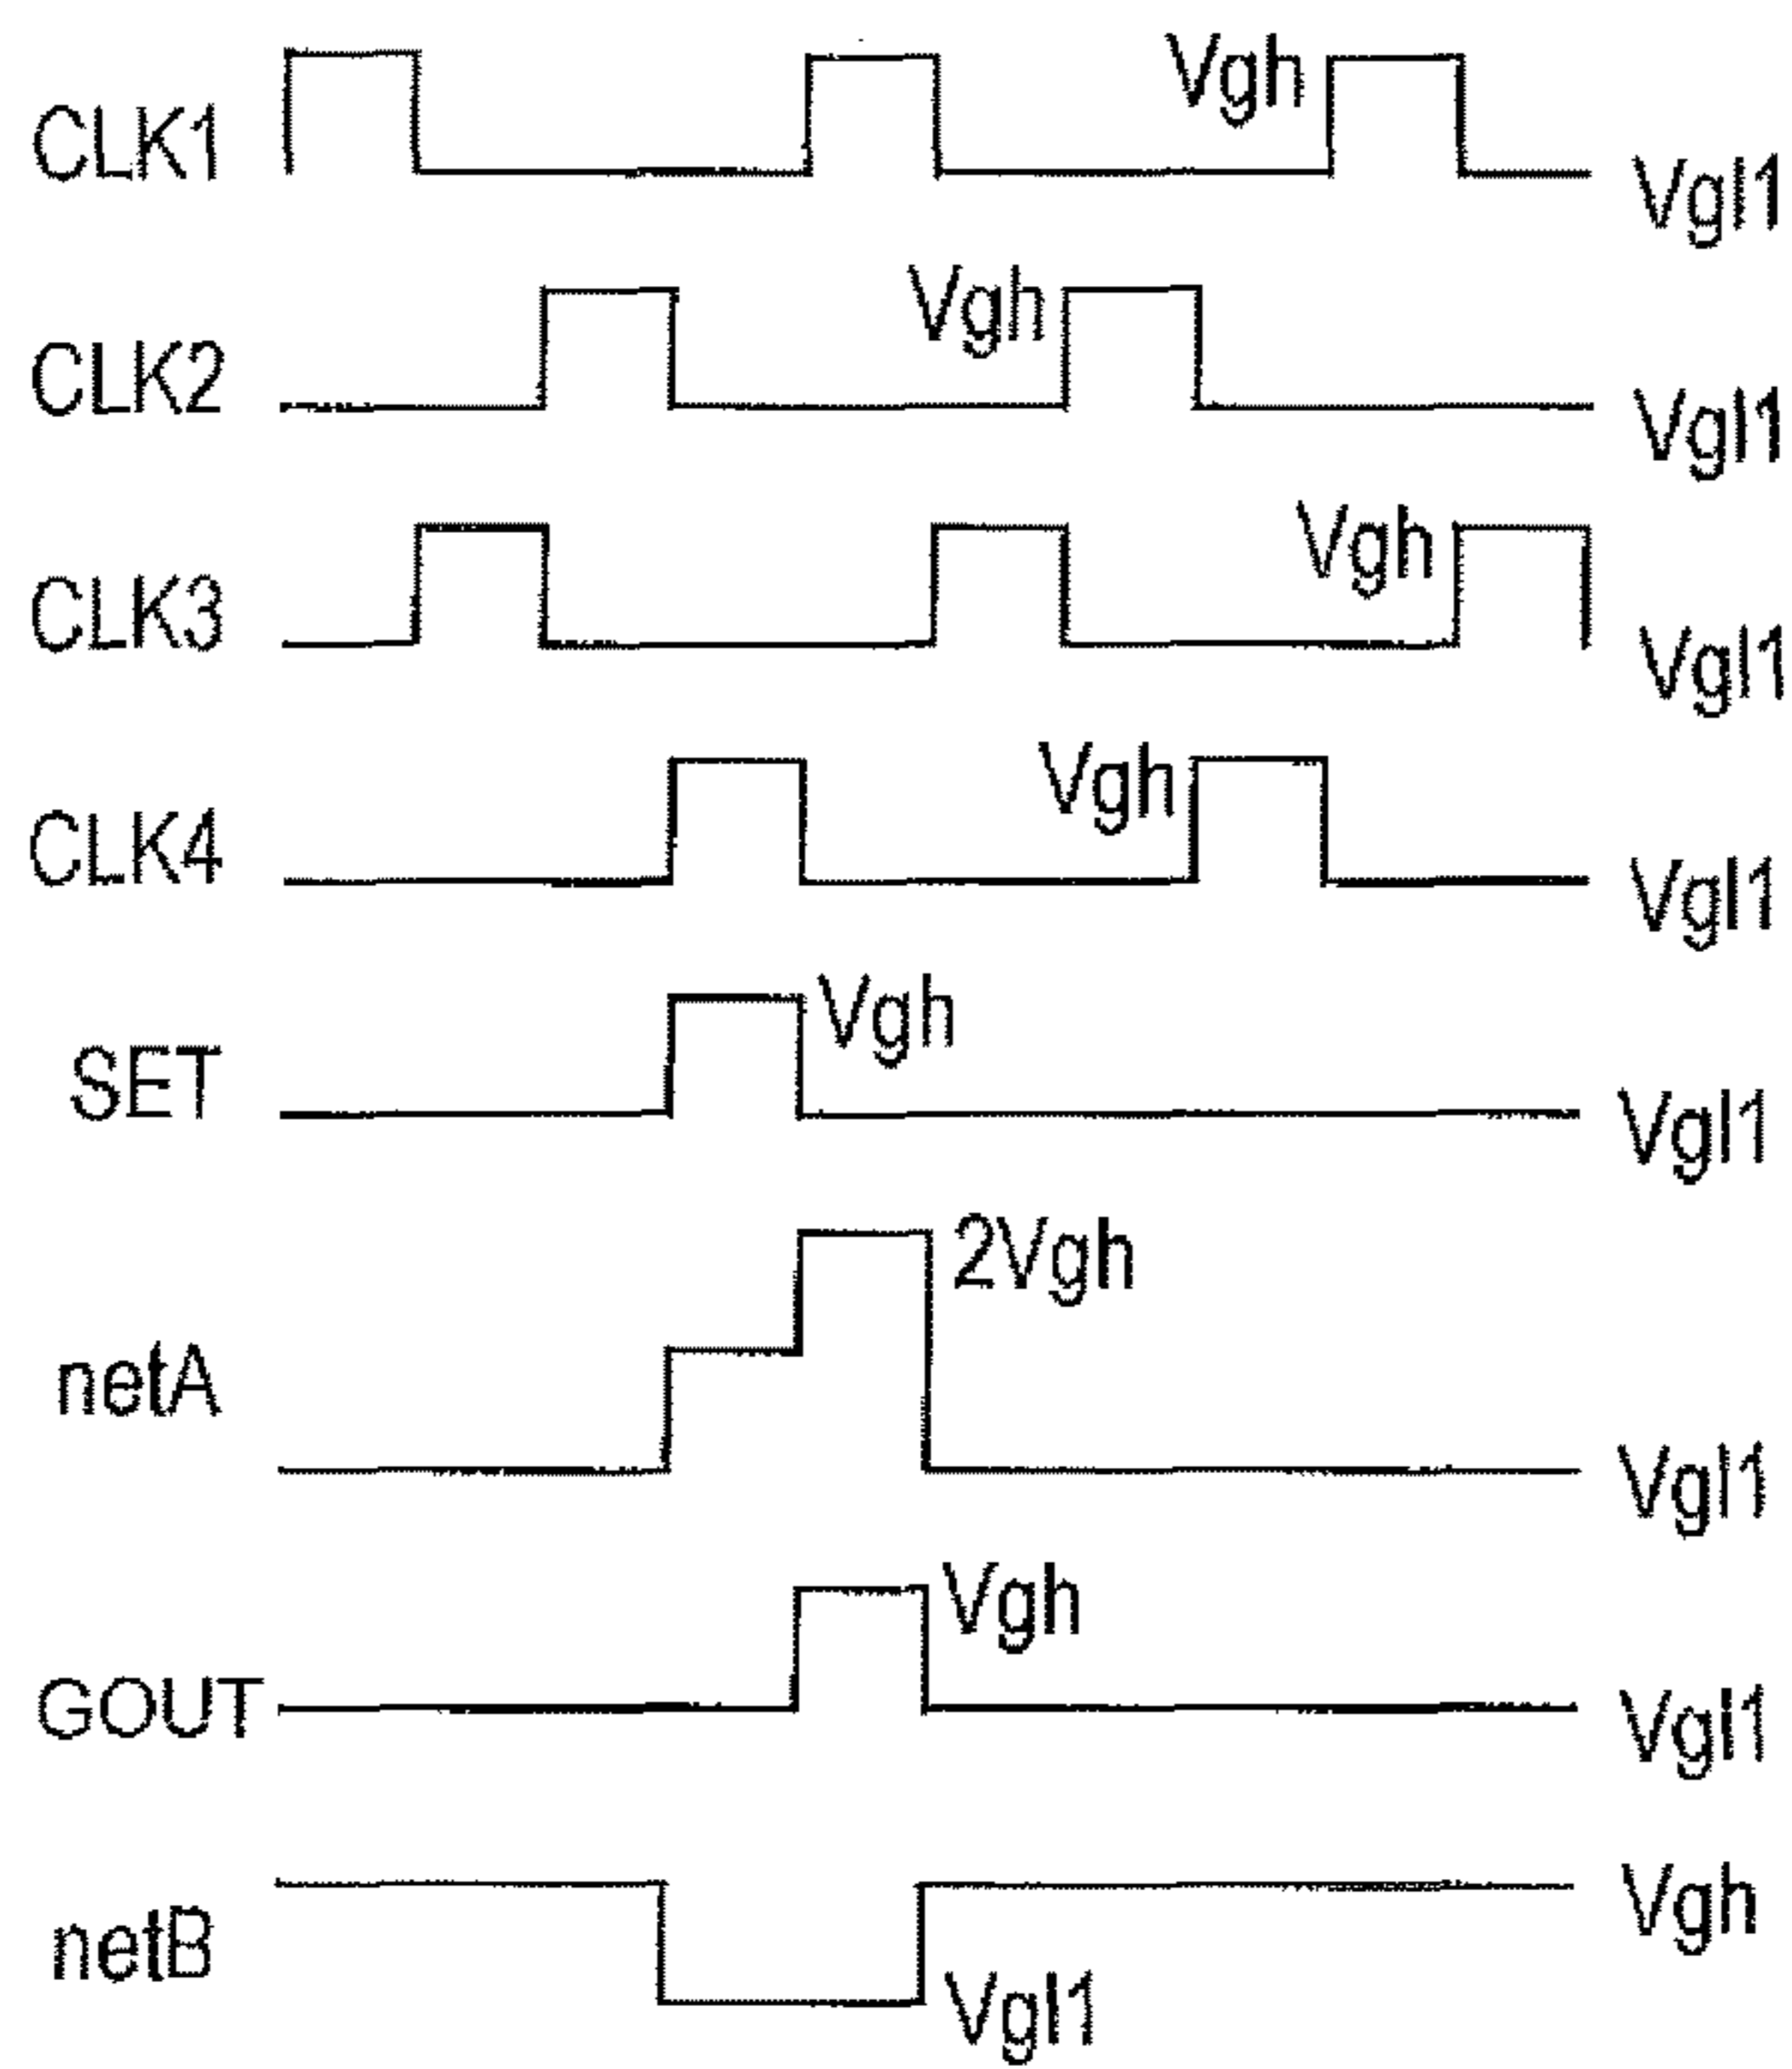 CLK1 Vgh Vgl1
CLK2 Vgh Vgl1
CLK3 Vgh Vgl1
CLK4 Vgh Vgl1
SET Vgh Vgl1
netA 2Vgh Vgl1
GOUT Vgh Vgl1
netB Vgl1 Vgh